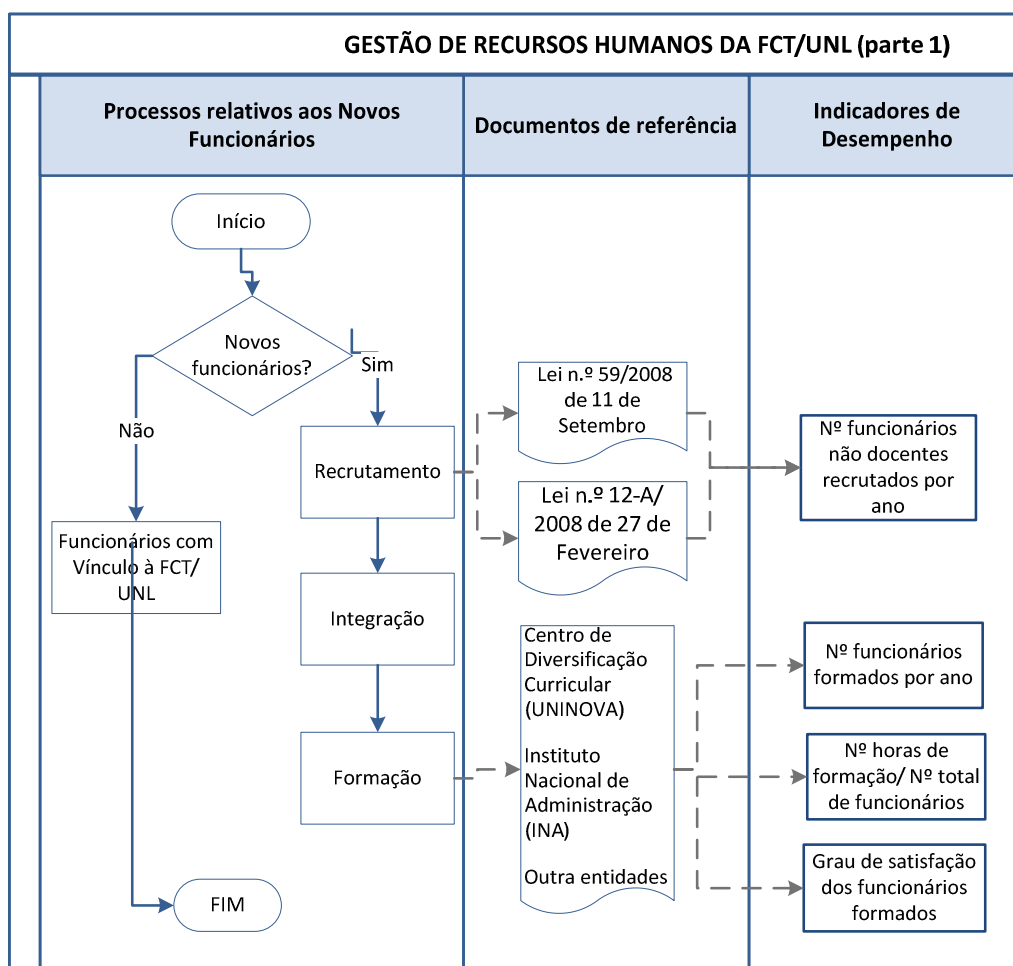 GESTÃO DE RECURSOS HUMANOS DA FCT/UNL (parte 1)
Processos relativos aos Novos
Funcionários
Documentos de referência
Indicadores de
Desempenho
Início
Novos
funcionários?
Sim
Não
Recrutamento
Lei n.º 59/2008
de 11 de
Setembro
Lei n.º 12-A/
2008 de 27 de
Fevereiro
Nº funcionários
não docentes
recrutados por
ano
Funcionários com
Vínculo à FCT/
UNL
Integração
Formação
Centro de
Diversificação
Curricular
(UNINOVA)
Instituto
Nacional de
Administração
(INA)
Outra entidades
Nº funcionários
formados por ano
Nº horas de
formação/ Nº total
de funcionários
Grau de satisfação
dos funcionários
formados
FIM